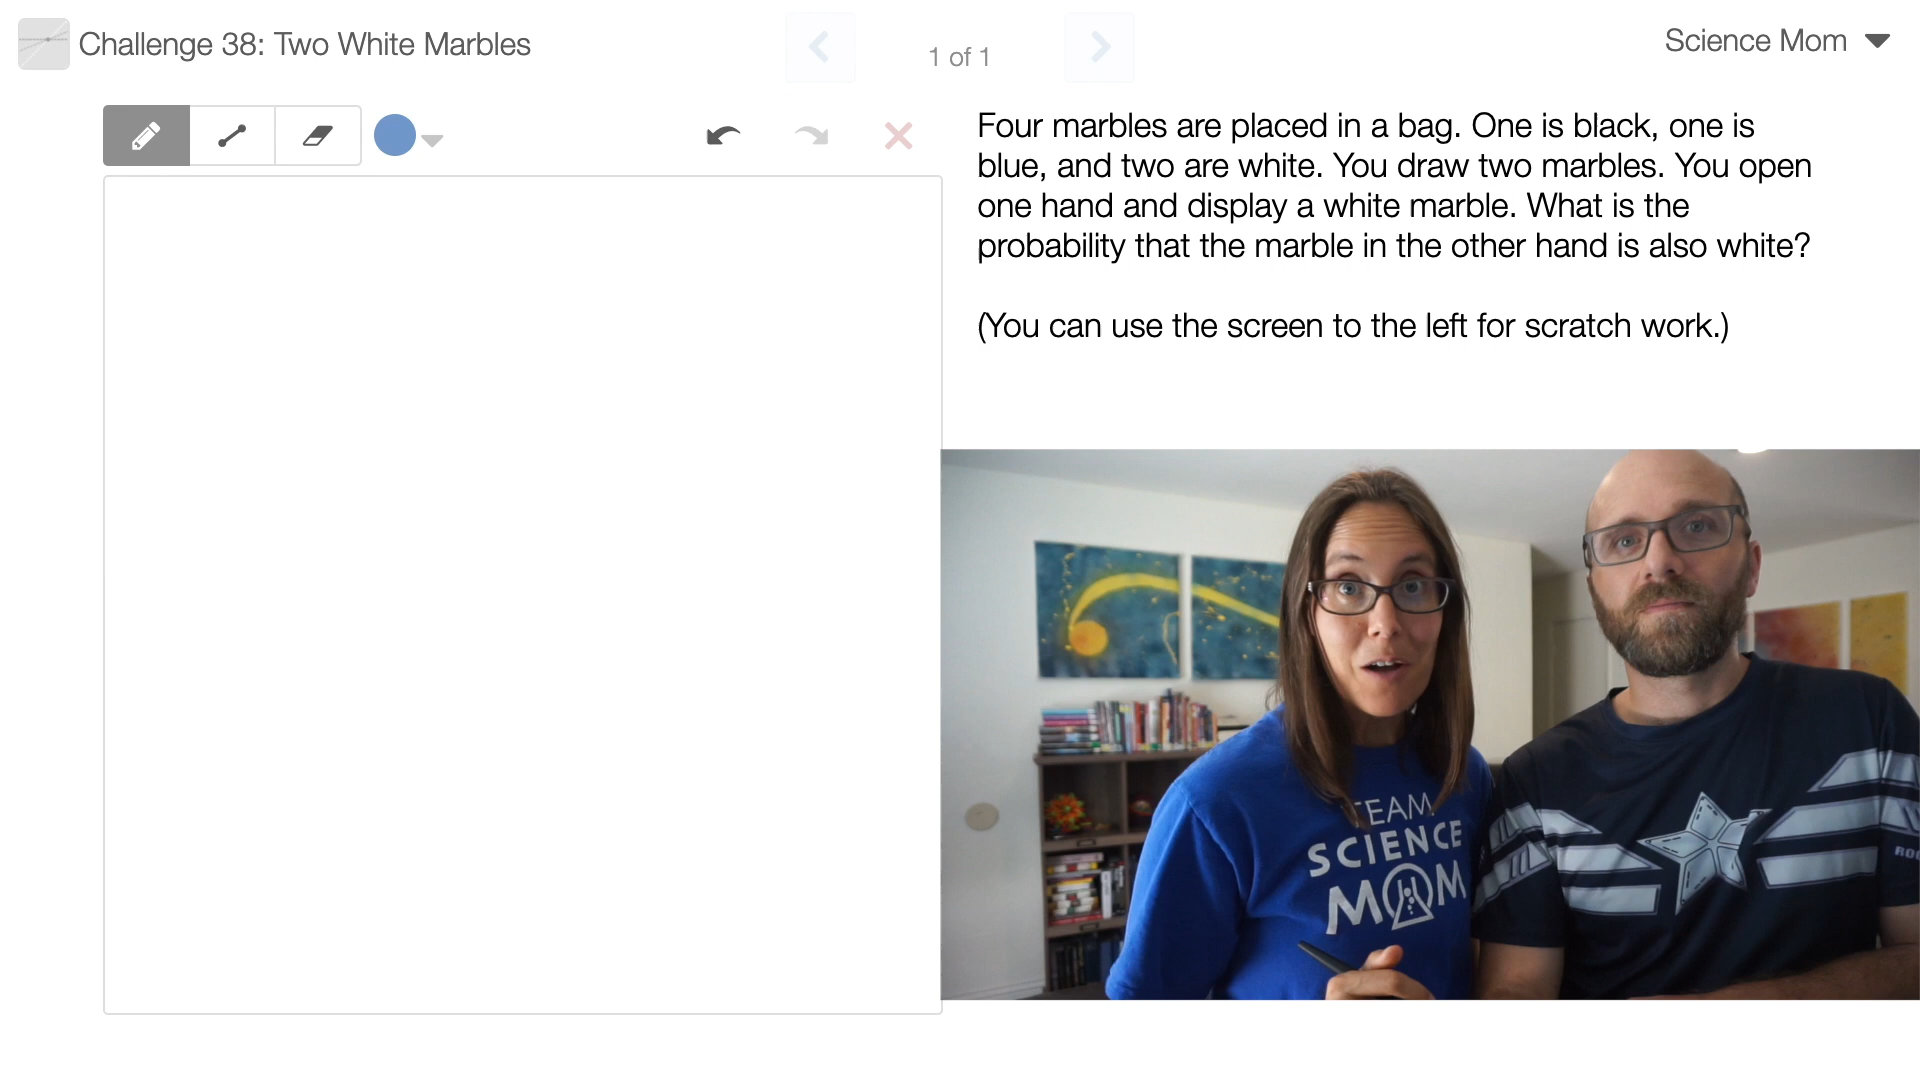 Challenge 38: Two White Marbles
1 of 1
Science Mom
Four marbles are placed in a bag. One is black, one is
blue, and two are white. You draw two marbles. You open
one hand and display a white marble. What is the
probability that the marble in the other hand is also white?
(You can use the screen to the left for scratch work.)
TEAM
SCIENCE
MOM